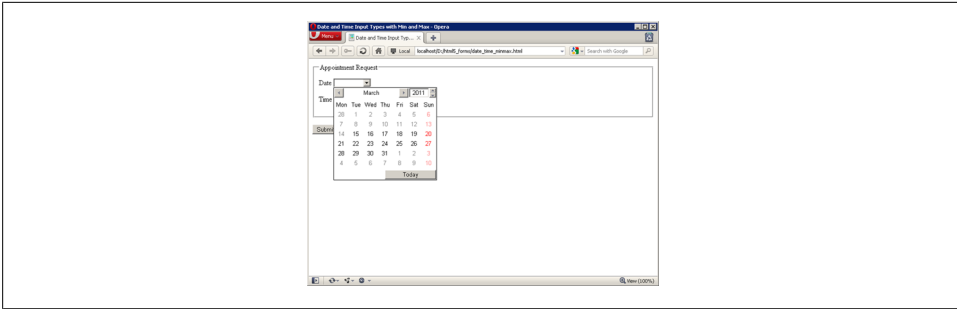 Date and Time Input Types with Min and Max - Opera
Menu
Date and Time Input Typ...
Local localhost/D:/html5_forms/date_time_minmax.html
Search with Google
Appointment Request
Date
March 2011
Mon Tue Wed Thu Fri Sat Sun
28 1 2 3 4 5 6
7 8 9 10 11 12 13
14 15 16 17 18 19 20
21 22 23 24 25 26 27
28 29 30 31 1 2 3
4 5 6 7 8 9 10
Today
Time
Submi
View (100%)